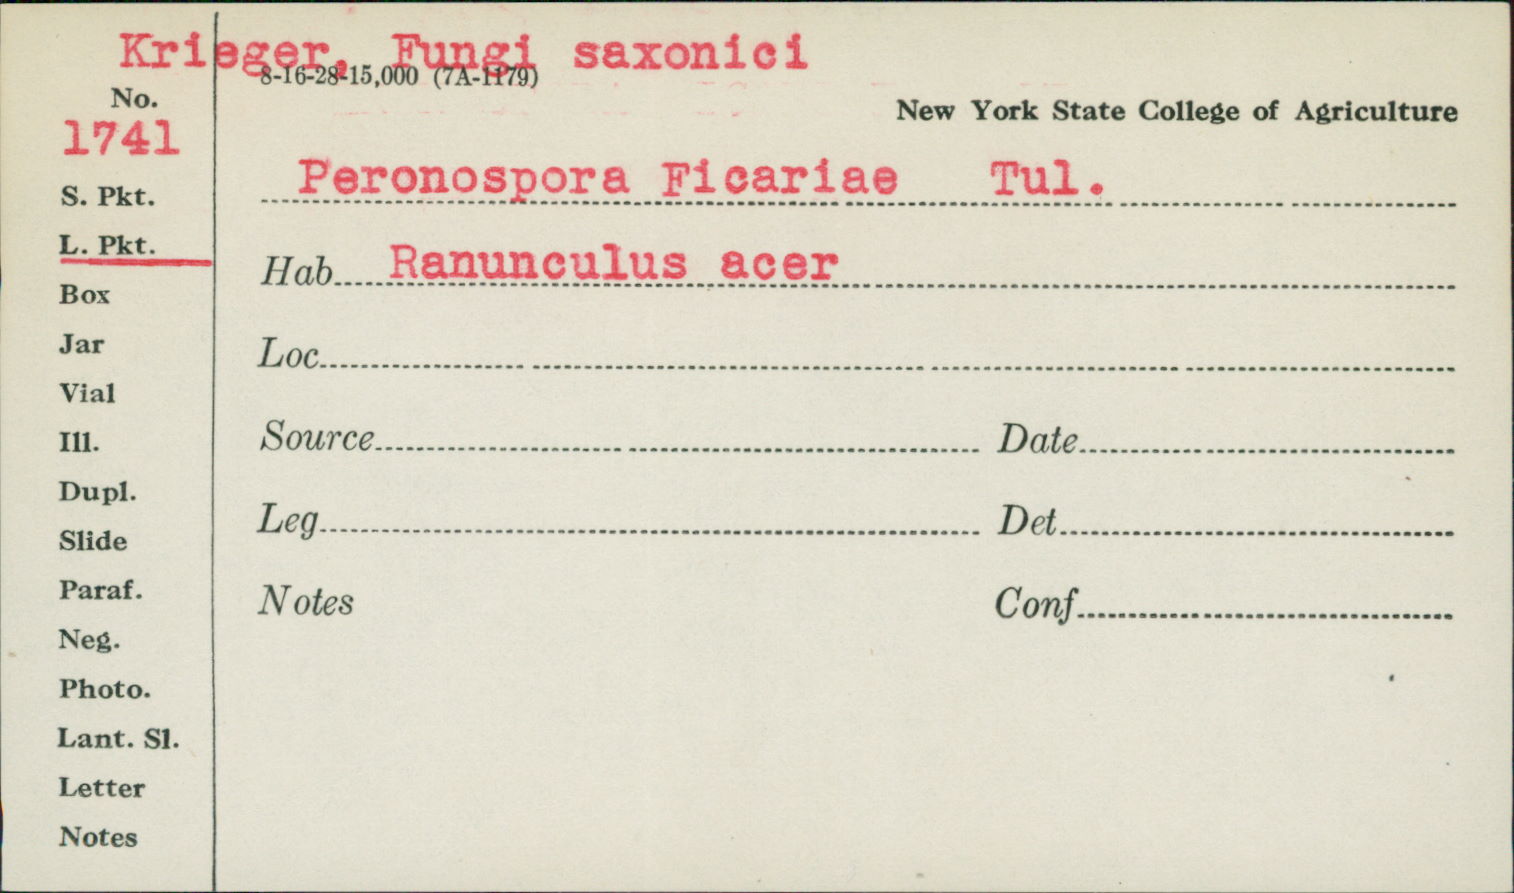 Krieger, Fungi saxonici
8-16-28-15,000 (7A-1179)
No.
1741
New York State College of Agriculture
Peronospora Ficariae Tul.
S. Pkt.
L. Pkt.
Hab. Ranunculus acer
Box
Loc.
Jar
Vial
Source
Date
Ill.
Dupl.
Leg.
Det.
Slide
Paraf.
Notes
Conf.
Neg.
Photo.
Lant. Sl.
Letter
Notes